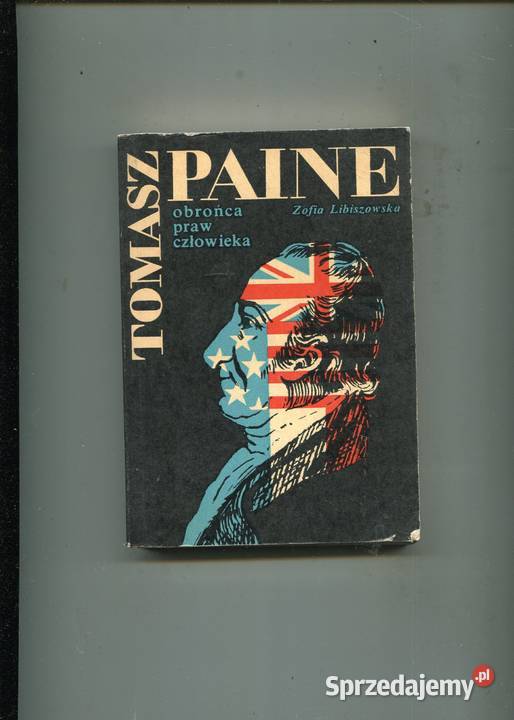 TOMASZ
PAINE
obrońca
praw
człowieka
Zofia Libiszowska
Sprzedajemy.pl